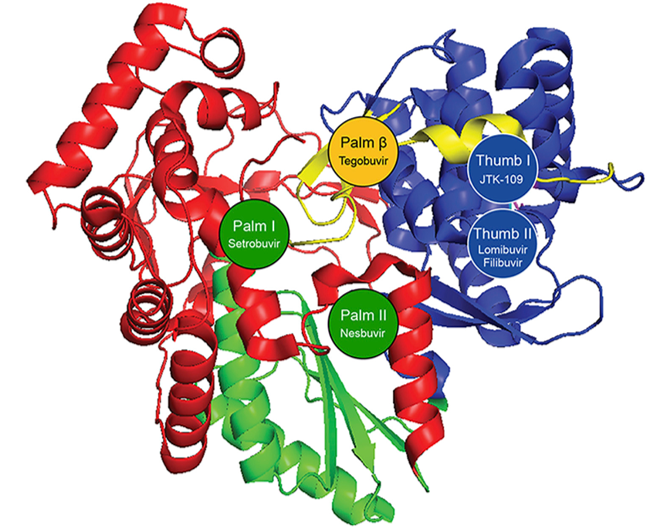 Palm β
Tegobuvir
Thumb I
JTK-109
Palm I
Setrobuvir
Thumb II
Lomibuvir
Filibuvir
Palm II
Nesbuvir